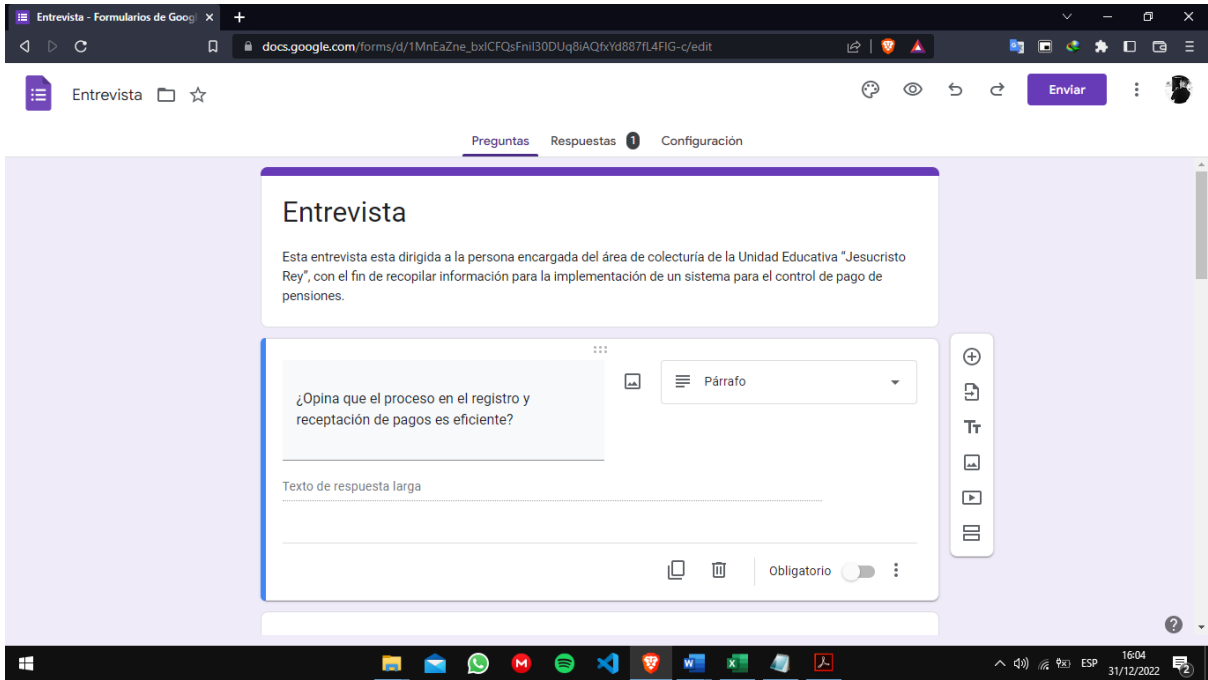 Entrevista - Formularios de Goog
docs.google.com/forms/d/1MnEaZne_bxlCFQsFnil30DUq8iAQfxYd887fL4FIG-c/edit
Entrevista
Enviar
Preguntas Respuestas 1 Configuración
Entrevista
Esta entrevista esta dirigida a la persona encargada del área de colecturía de la Unidad Educativa “Jesucristo
Rey”, con el fin de recopilar información para la implementación de un sistema para el control de pago de
pensiones.
¿Opina que el proceso en el registro y
receptación de pagos es eficiente?
Párrafo
Tт
Texto de respuesta larga
Obligatorio
ESP
16:04
31/12/2022
2